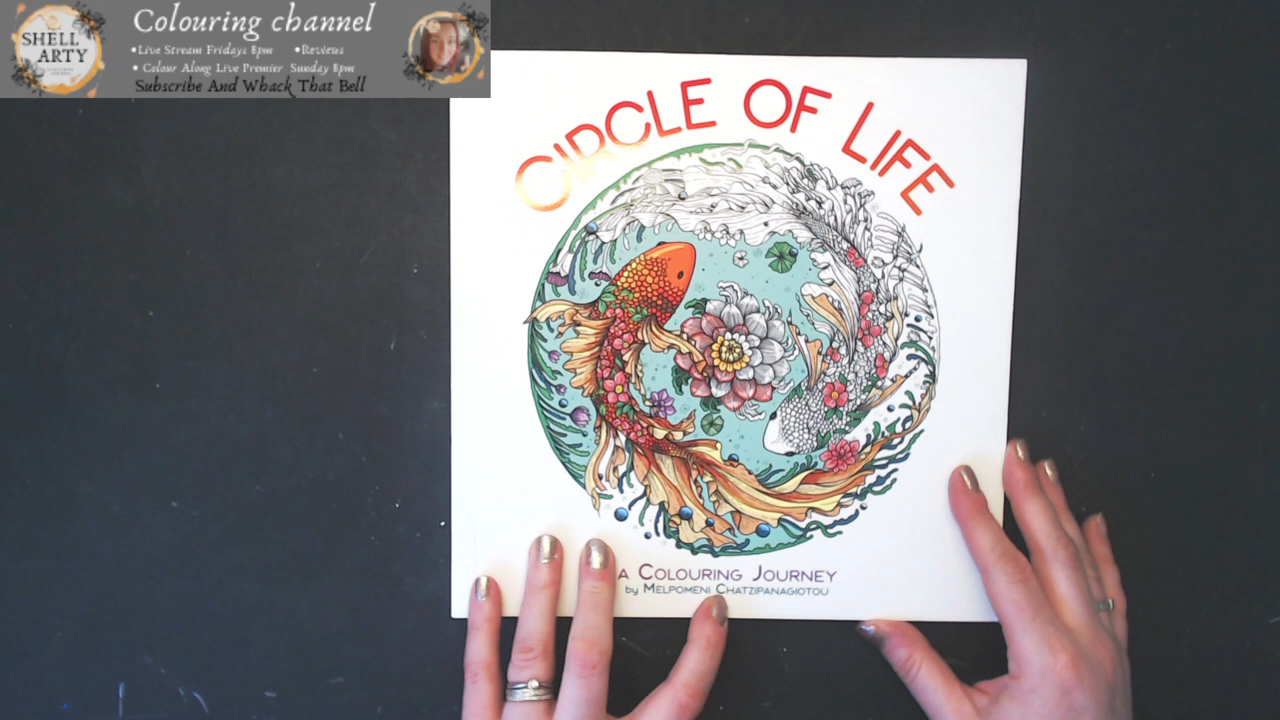 SHELL
ARTY
Colouring channel
•Live Stream Fridays 8pm •Reviews
• Colour Along Live Premier Sunday 8pm
Subscribe And Whack That Bell
CIRCLE OF LIFE
A COLOURING JOURNEY
by MELPOMENI CHATZIPANAGIOTOU